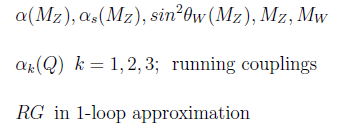 α(M_Z), α_s(M_Z), sin²θ_W(M_Z), M_Z, M_W
α_k(Q) k = 1, 2, 3; running couplings
RG in 1-loop approximation